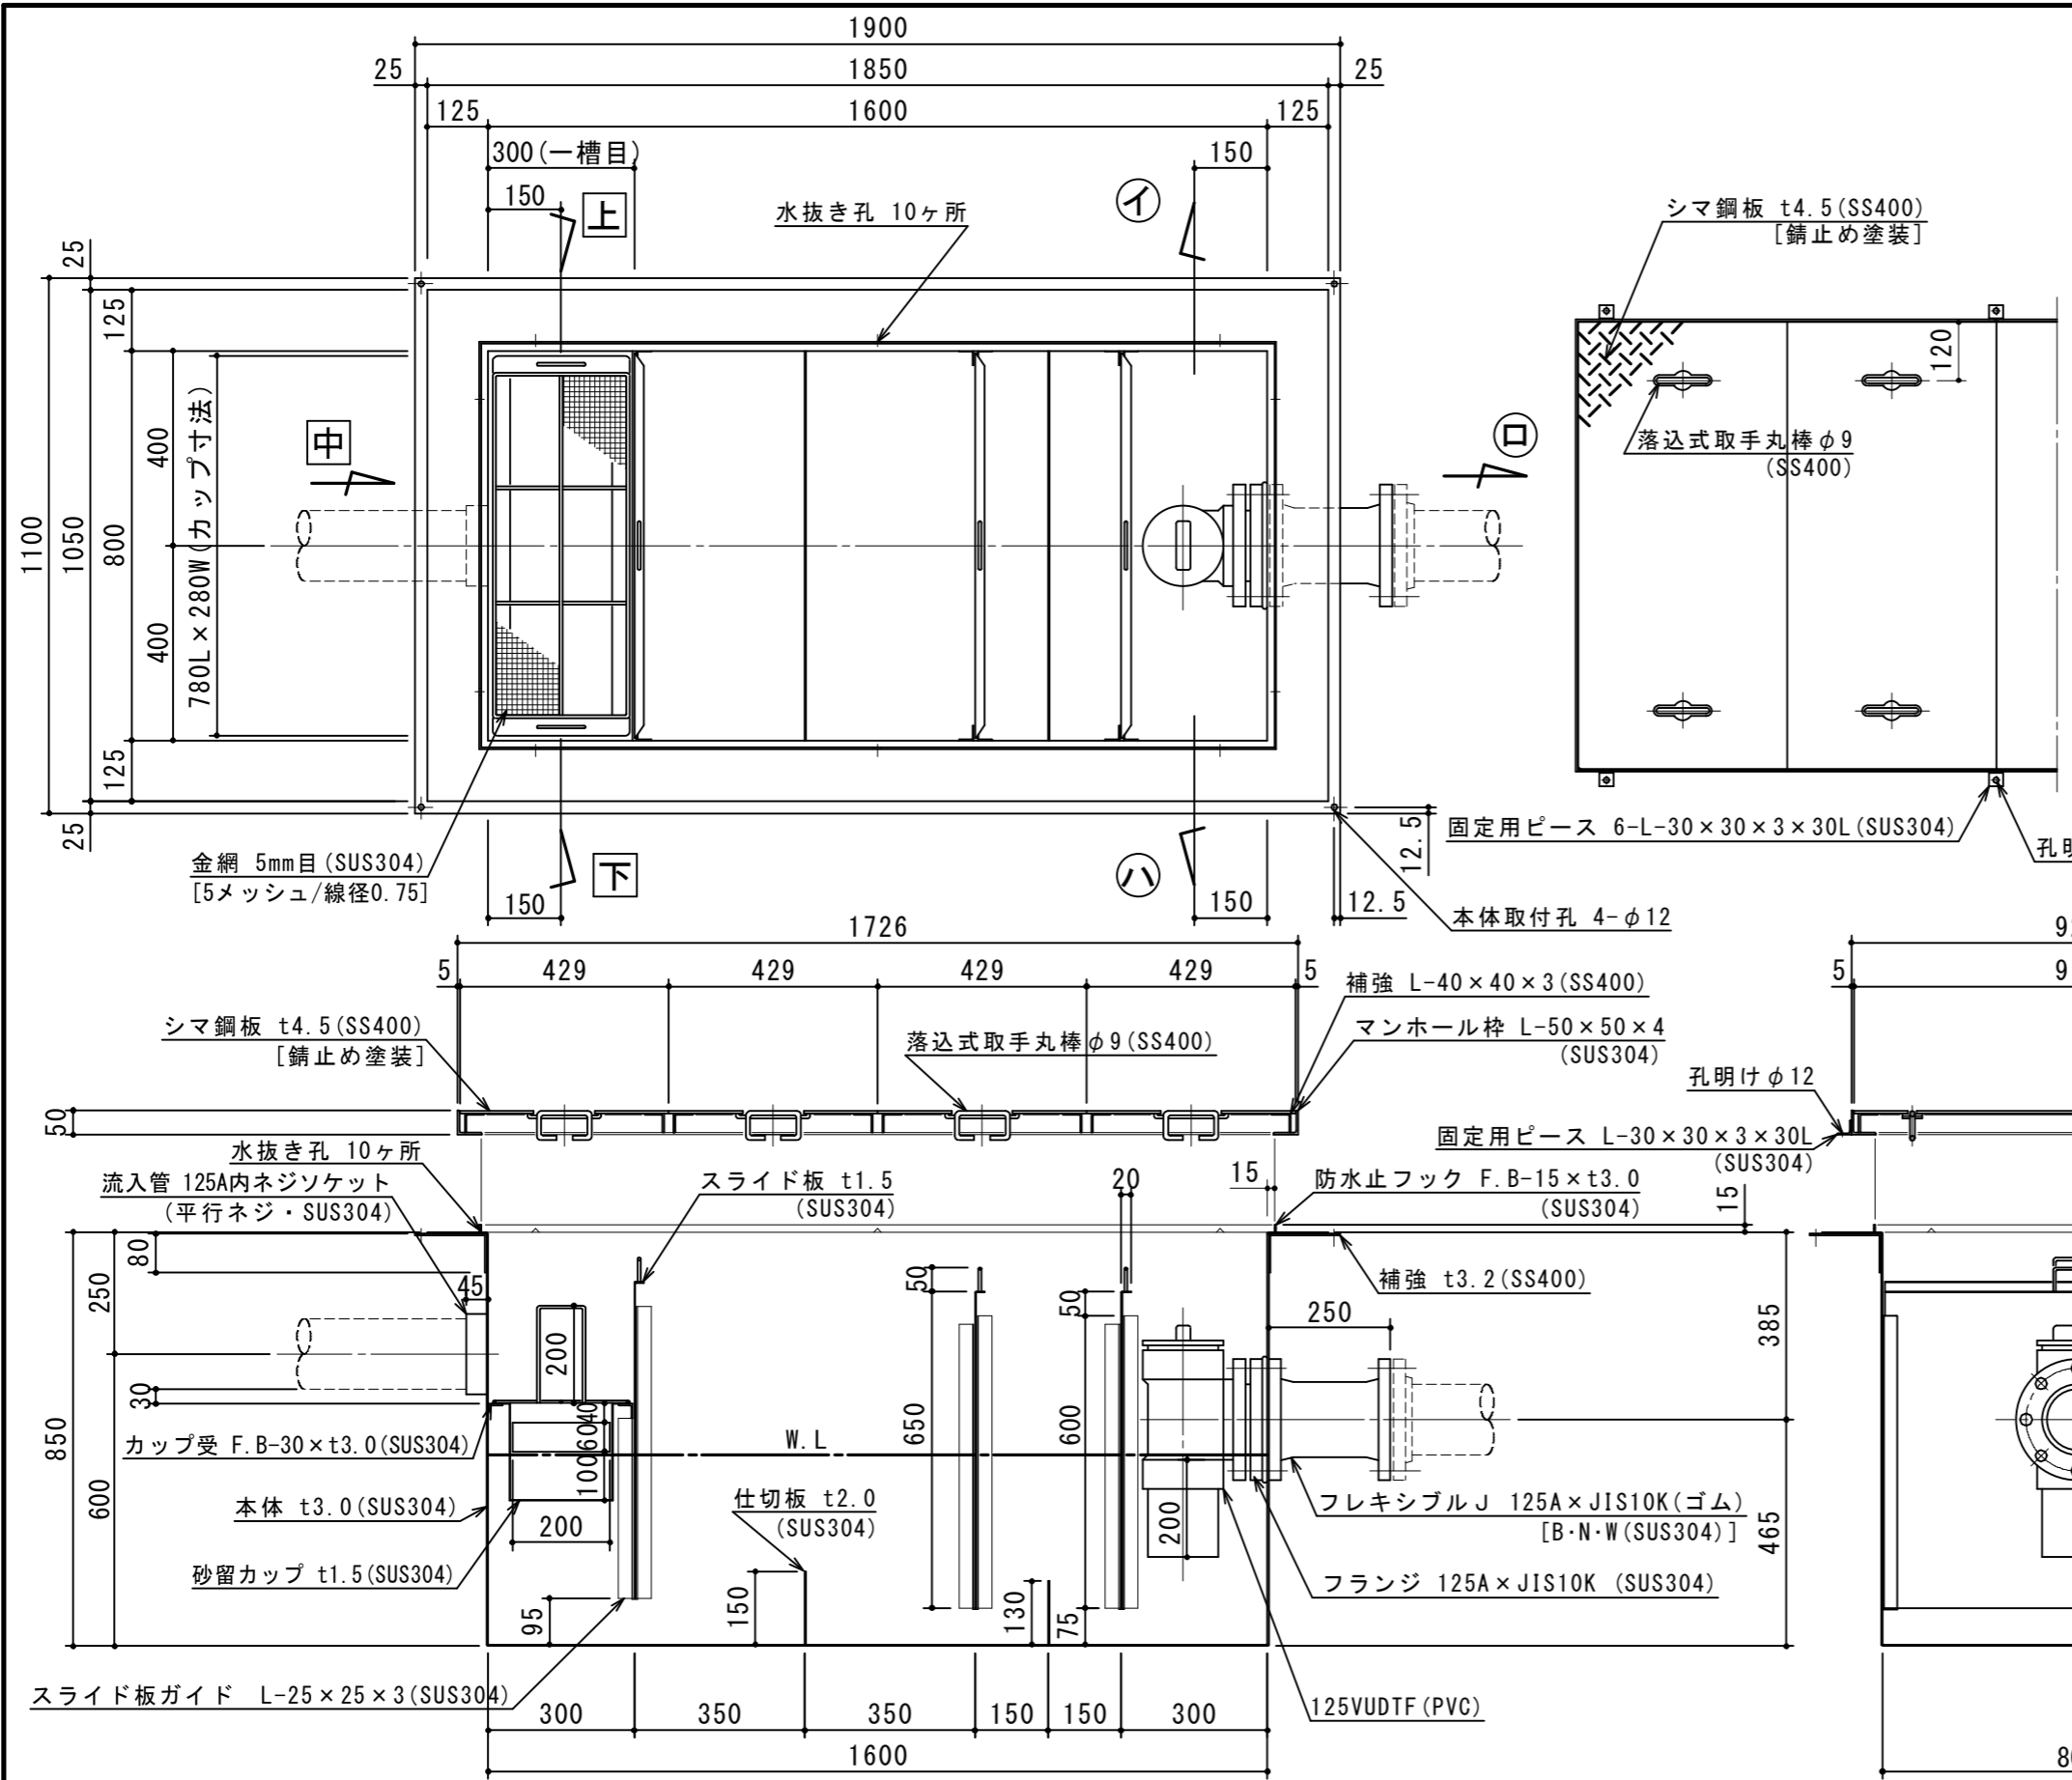 1900
25
1850
25
125
1600
125
300(一槽目)
150
150
上
イ
水抜き孔 10ヶ所
シマ鋼板 t4.5(SS400)
[錆止め塗装]
25
125
120
1100
1050
800
400
400
780L×280W(カップ寸法)
中
ロ
落込式取手丸棒φ9
(SS400)
125
25
金網 5mm目(SUS304)
[5メッシュ/線径0.75]
下
ハ
150
150
12.5
12.5
固定用ピース 6-L-30×30×3×30L(SUS304)
孔明
本体取付孔 4-φ12
1726
5
429
429
429
429
5
補強 L-40×40×3(SS400)
マンホール枠 L-50×50×4
(SUS304)
シマ鋼板 t4.5(SS400)
[錆止め塗装]
落込式取手丸棒φ9(SS400)
5
9
孔明けφ12
50
固定用ピース L-30×30×3×30L
(SUS304)
水抜き孔 10ヶ所
流入管 125A内ネジソケット
(平行ネジ・SUS304)
スライド板 t1.5
(SUS304)
20
15
防水止フック F.B-15×t3.0
(SUS304)
15
80
250
45
200
50
50
補強 t3.2(SS400)
250
385
30
850
600
カップ受 F.B-30×t3.0(SUS304)
40
60
100
W.L
650
600
本体 t3.0(SUS304)
仕切板 t2.0
(SUS304)
200
200
フレキシブルJ 125A×JIS10K(ゴム)
[B・N・W(SUS304)]
465
砂留カップ t1.5(SUS304)
フランジ 125A×JIS10K (SUS304)
95
150
130
75
スライド板ガイド L-25×25×3(SUS304)
125VUDTF(PVC)
300
350
350
150
150
300
1600